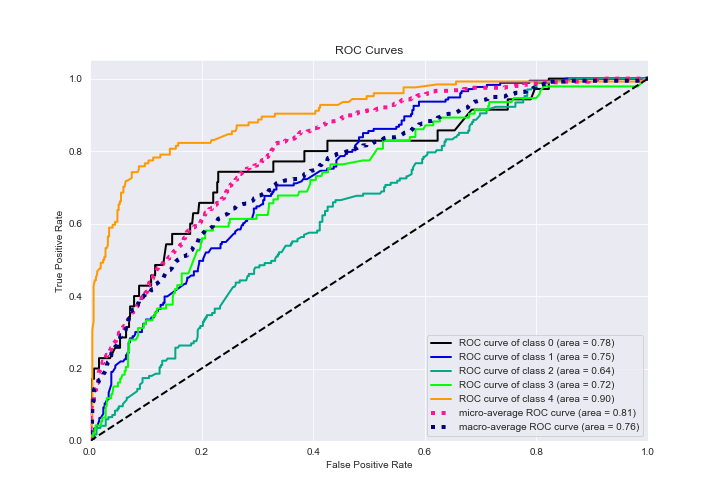 ROC Curves
True Positive Rate
1.0
0.8
0.6
0.4
0.2
0.0
ROC curve of class 0 (area = 0.78)
ROC curve of class 1 (area = 0.75)
ROC curve of class 2 (area = 0.64)
ROC curve of class 3 (area = 0.72)
ROC curve of class 4 (area = 0.90)
micro-average ROC curve (area = 0.81)
macro-average ROC curve (area = 0.76)
0.0 0.2 0.4 0.6 0.8 1.0
False Positive Rate